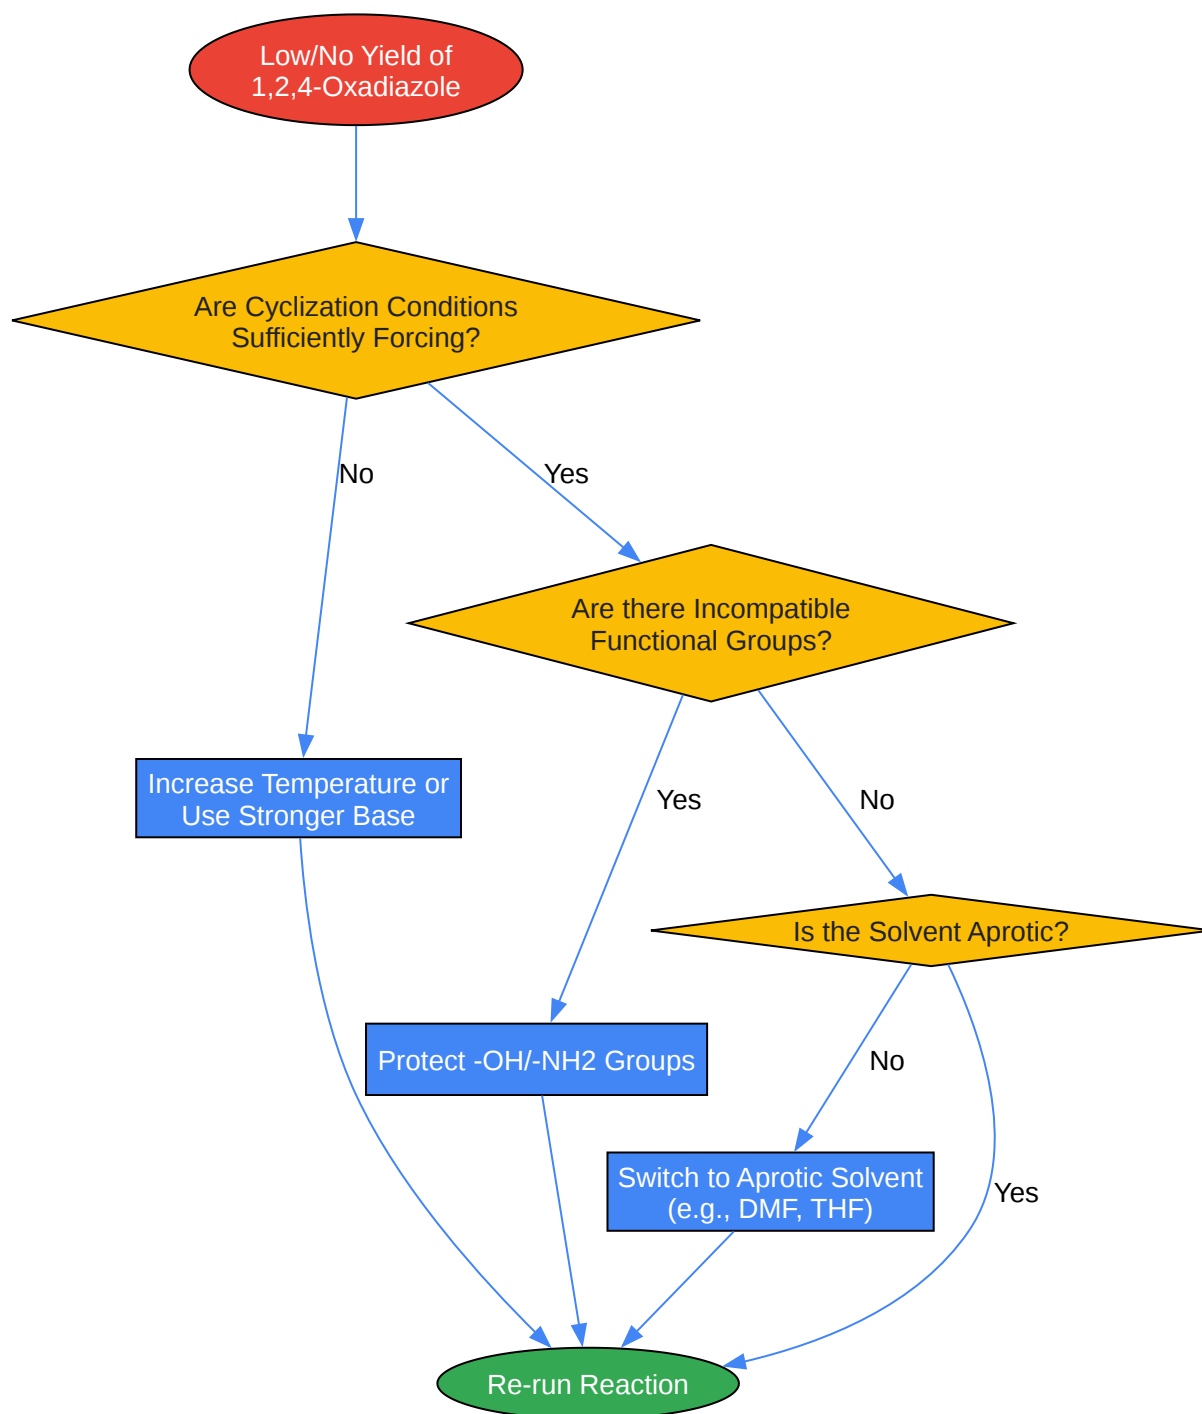 Low/No Yield of
1,2,4-Oxadiazole
Are Cyclization Conditions
Sufficiently Forcing?
No
Yes
Are there Incompatible
Functional Groups?
Increase Temperature or
Use Stronger Base
Yes
No
Is the Solvent Aprotic?
Protect -OH/-NH2 Groups
No
Switch to Aprotic Solvent
(e.g., DMF, THF)
Yes
Re-run Reaction